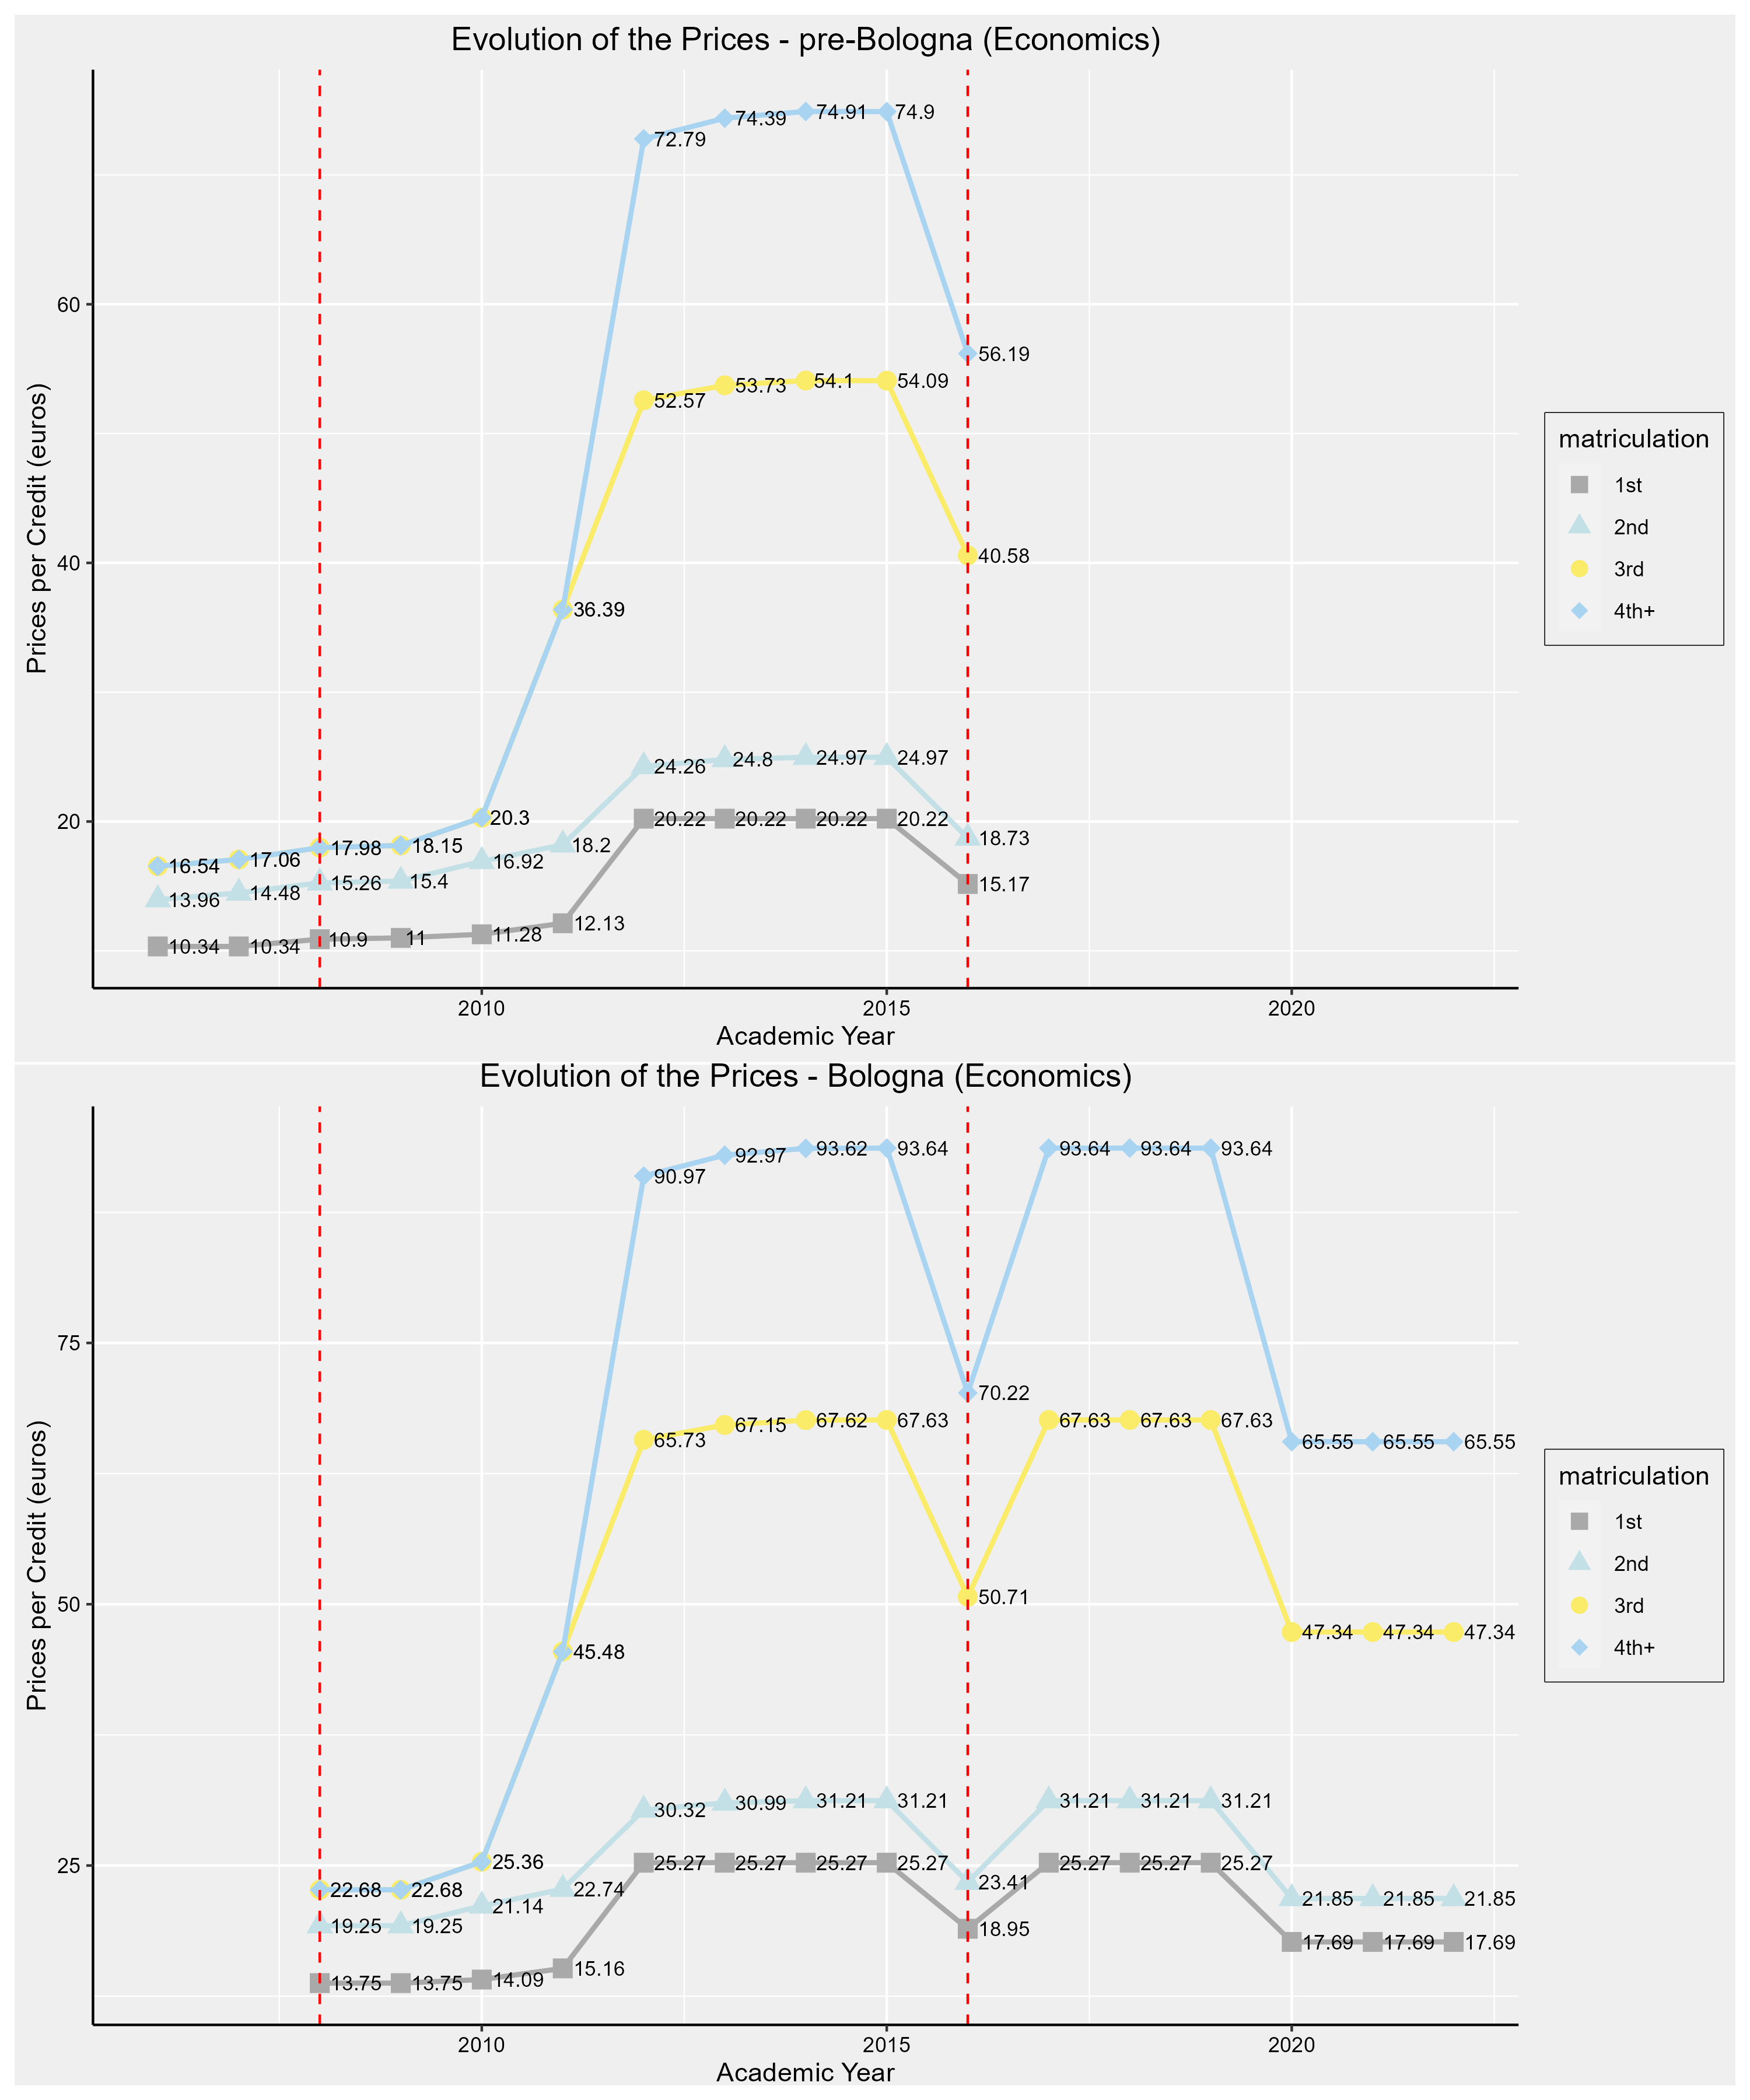 Evolution of the Prices - pre-Bologna (Economics)
Prices per Credit (euros)
60
40
20
72.79 74.39 74.91 74.9
56.19
52.57 53.73 54.1 54.09
40.58
36.39
24.26 24.8 24.97 24.97
20.3
20.22 20.22 20.22 20.22
18.73
16.54 17.06 17.98 18.15
18.2
13.96 14.48 15.26 15.4 16.92
15.17
10.34 10.34 10.9 11 11.28 12.13
2010 2015 2020
Academic Year
matriculation
1st
2nd
3rd
4th+
Evolution of the Prices - Bologna (Economics)
Prices per Credit (euros)
75
50
25
90.97 92.97 93.62 93.64 93.64 93.64 93.64
70.22
65.73 67.15 67.62 67.63 67.63 67.63 67.63
65.55 65.55 65.55
50.71
45.48
47.34 47.34 47.34
30.32 30.99 31.21 31.21 31.21 31.21 31.21
25.27 25.27 25.27 25.27 25.27 25.27 25.27
22.68 22.68 25.36
23.41
19.25 19.25 21.14 22.74
21.85 21.85 21.85
18.95
17.69 17.69 17.69
13.75 13.75 14.09 15.16
2010 2015 2020
Academic Year
matriculation
1st
2nd
3rd
4th+